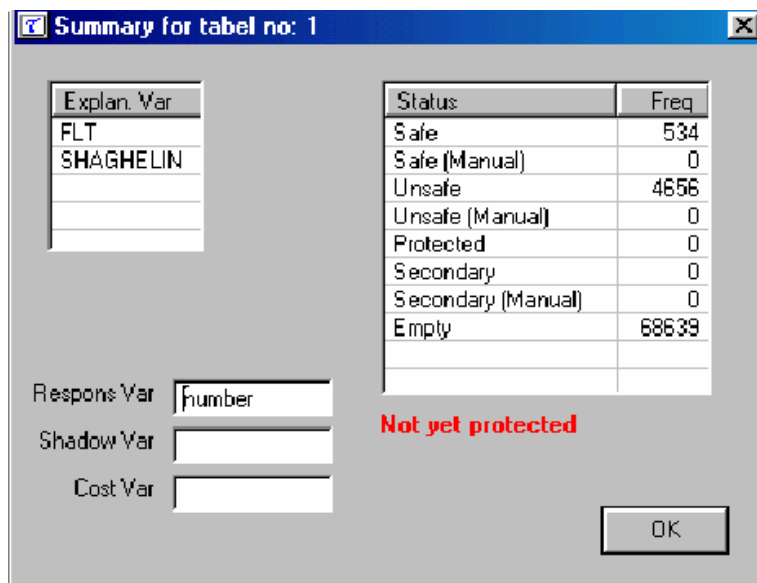 Summary for tabel no: 1
Explan. Var
FLT
SHAGHELIN
Status Freq
Safe 534
Safe (Manual) 0
Unsafe 4656
Unsafe (Manual) 0
Protected 0
Secondary 0
Secondary (Manual) 0
Empty 68639
Respons Var number
Not yet protected
Shadow Var
Cost Var
OK